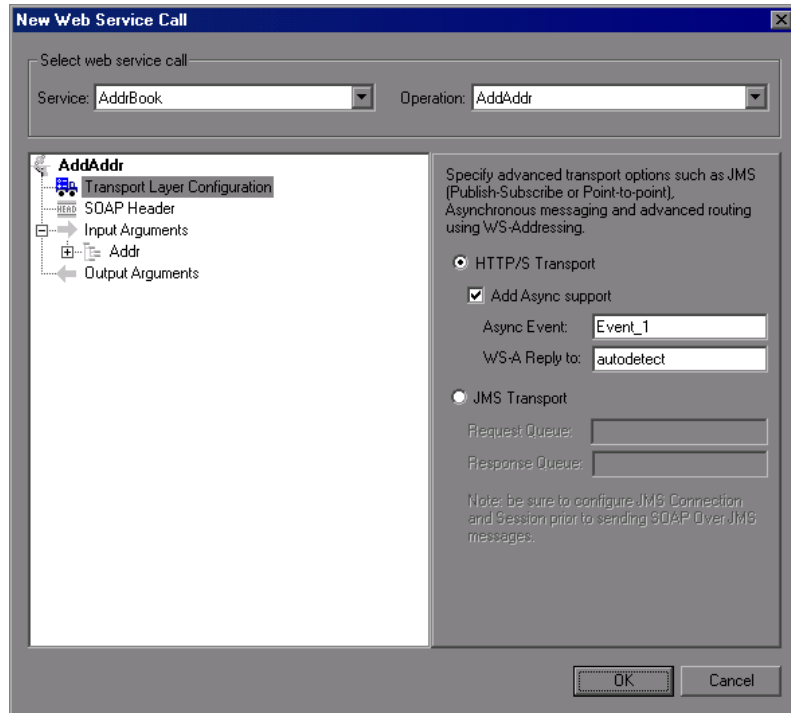 New Web Service Call
Select web service call
Service: AddrBook
Operation: AddAddr
AddAddr
Transport Layer Configuration
HEAD SOAP Header
Input Arguments
Addr
Output Arguments
Specify advanced transport options such as JMS
(Publish-Subscribe or Point-to-point),
Asynchronous messaging and advanced routing
using WS-Addressing.
HTTP/S Transport
Add Async support
Async Event: Event_1
WS-A Reply to: autodetect
JMS Transport
Request Queue:
Response Queue:
Note: be sure to configure JMS Connection
and Session prior to sending SOAP Over JMS
messages.
OK
Cancel